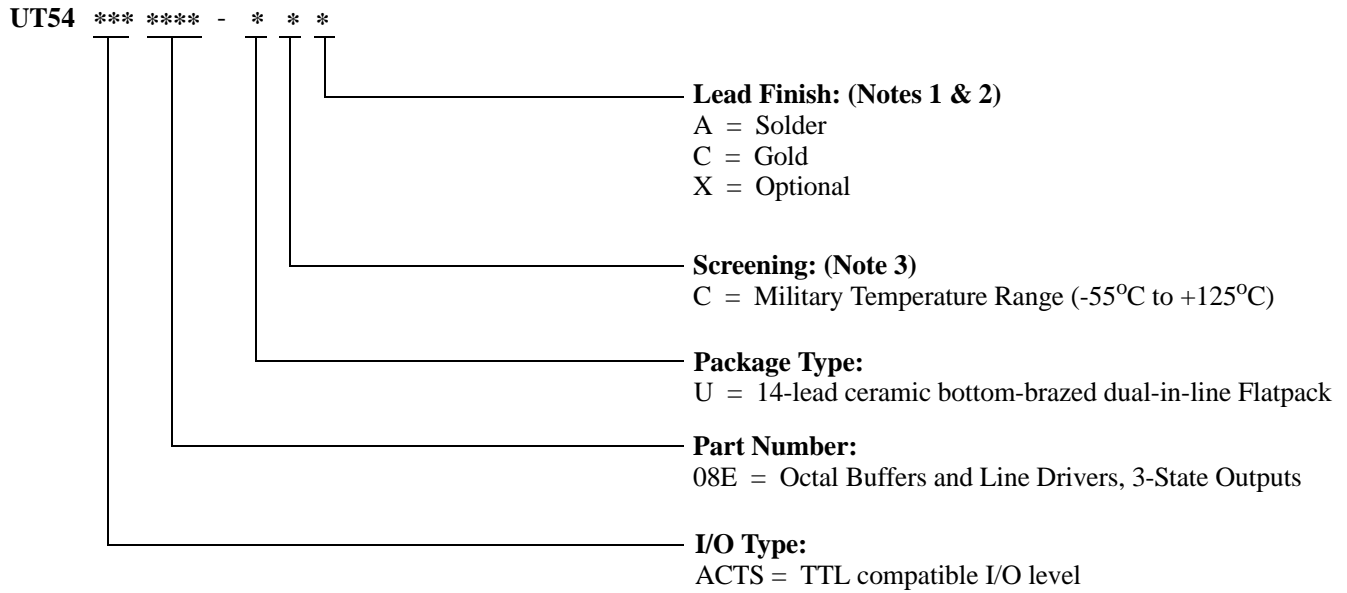 UT54 *** **** - * * *
Lead Finish: (Notes 1 & 2)
A = Solder
C = Gold
X = Optional
Screening: (Note 3)
C = Military Temperature Range (-55°C to +125°C)
Package Type:
U = 14-lead ceramic bottom-brazed dual-in-line Flatpack
Part Number:
08E = Octal Buffers and Line Drivers, 3-State Outputs
I/O Type:
ACTS = TTL compatible I/O level